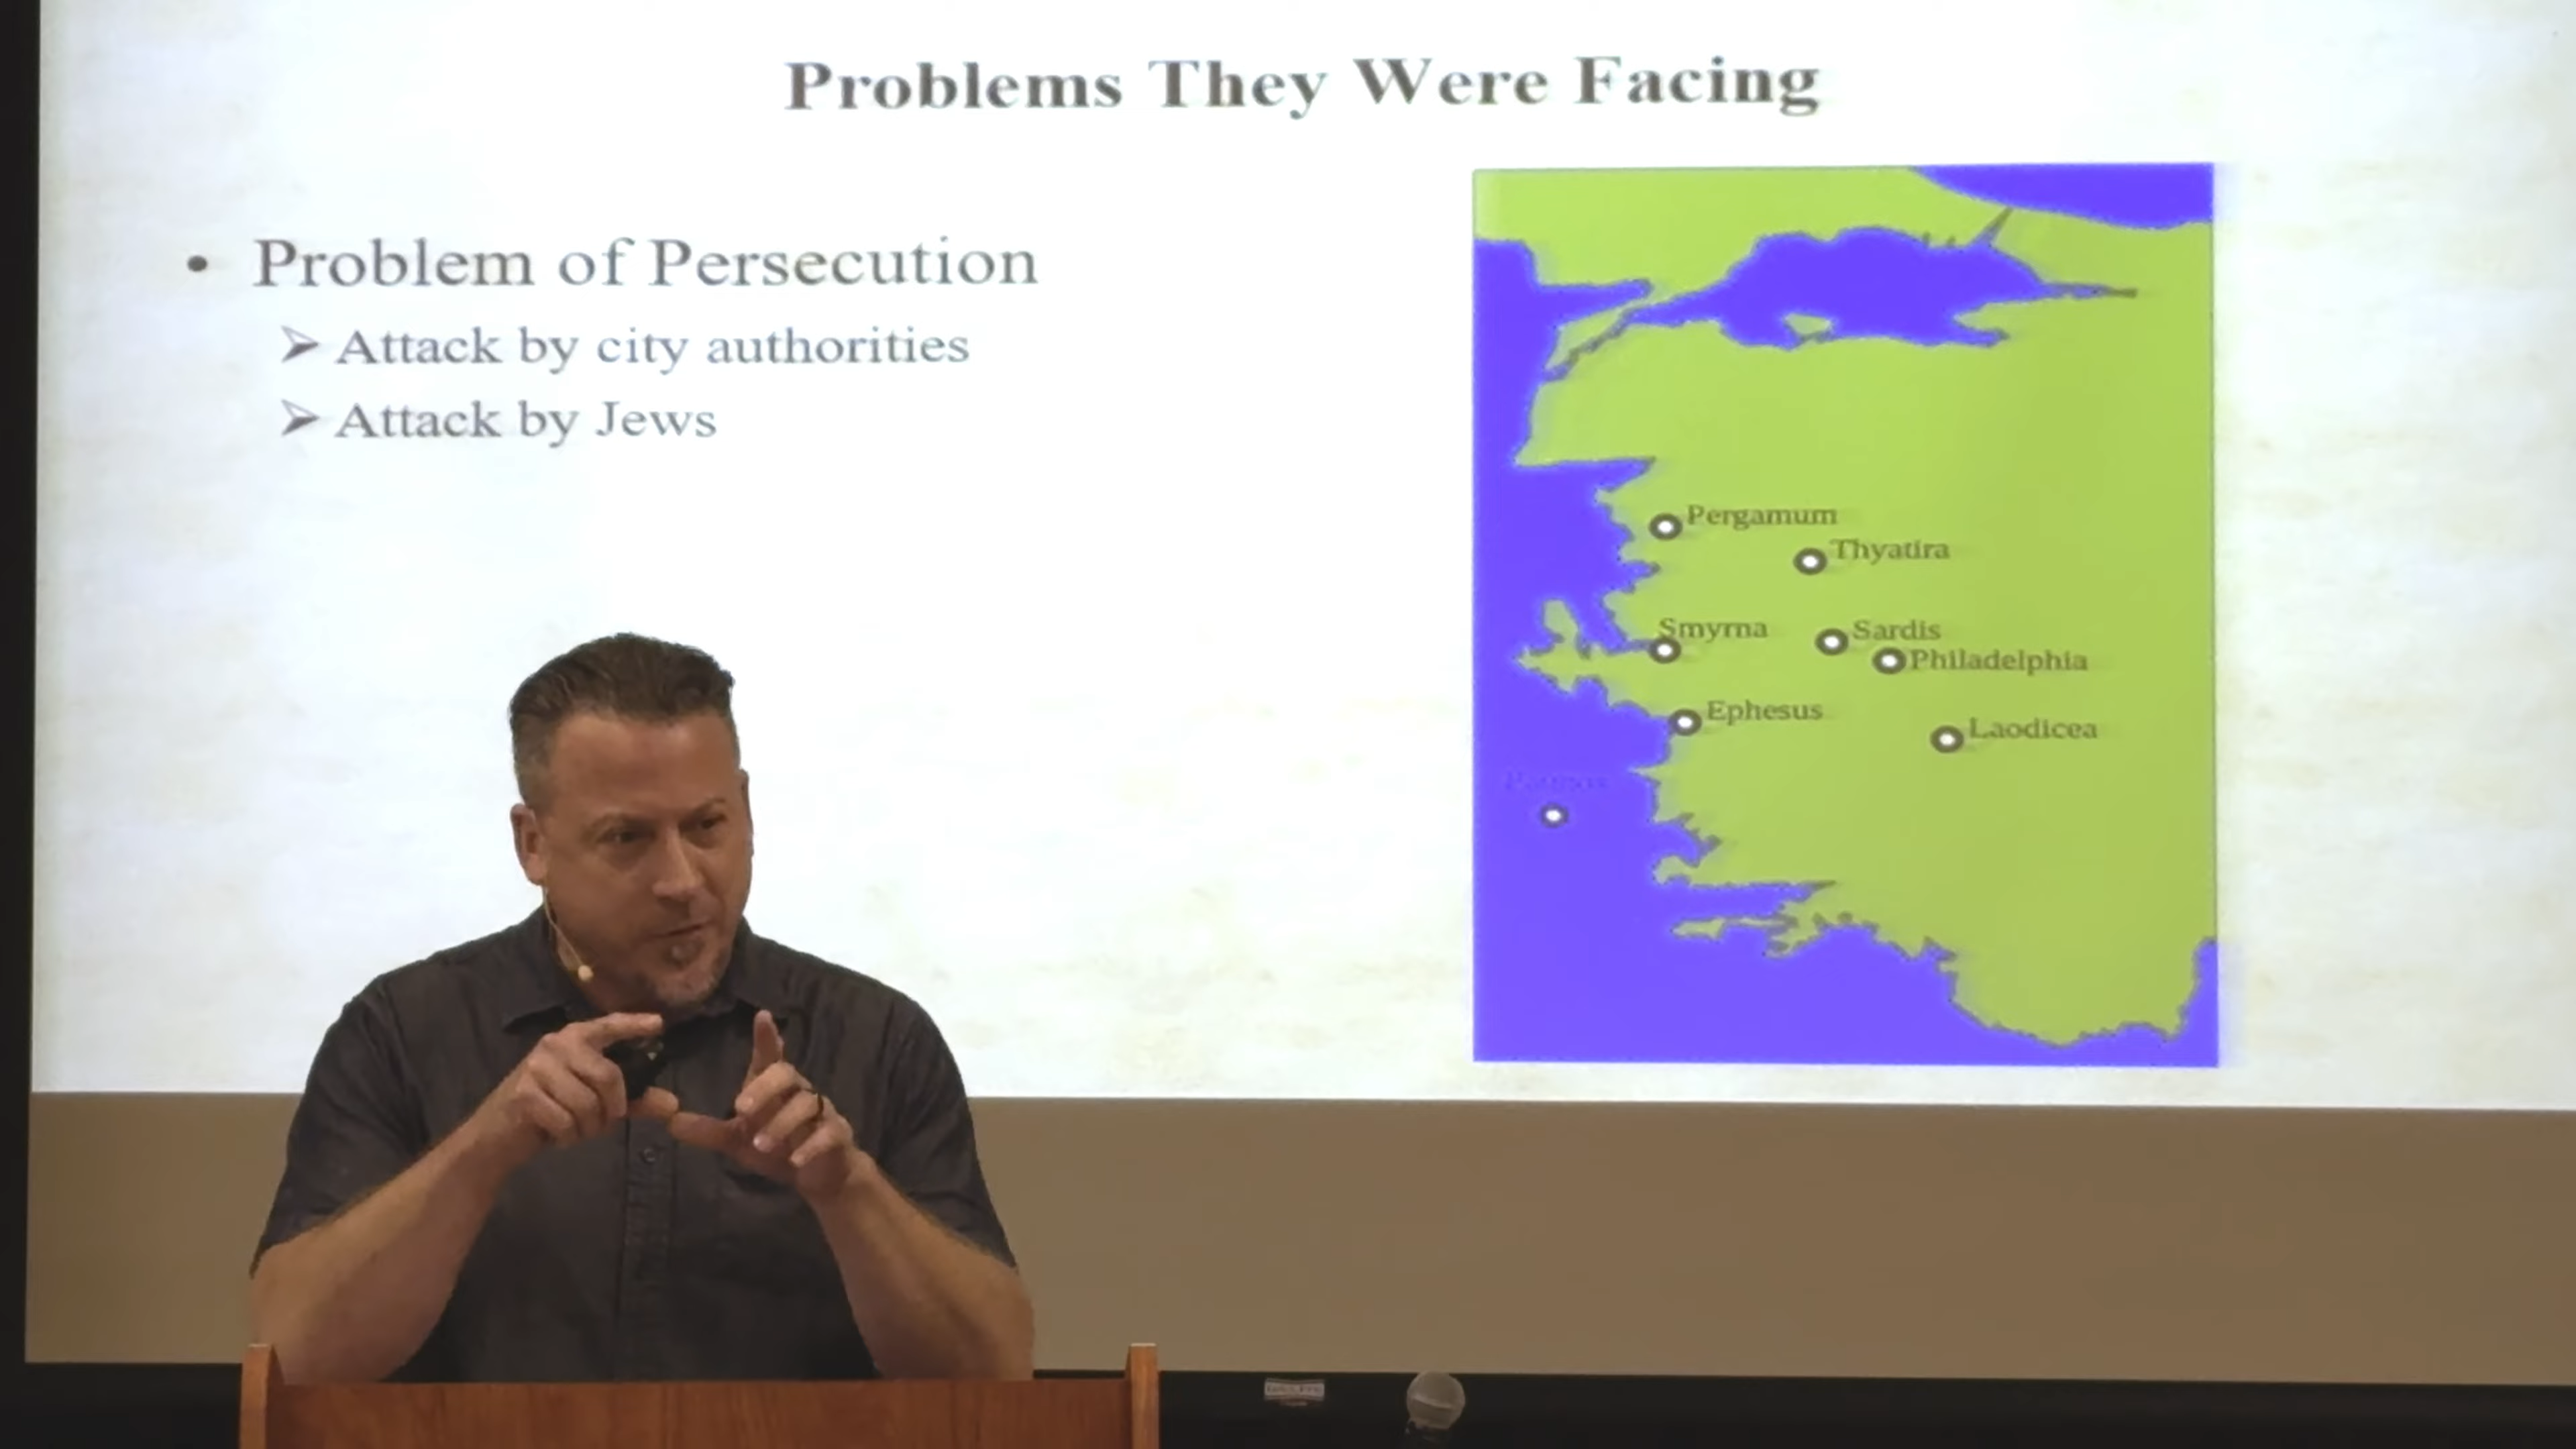 Problems They Were Facing
• Problem of Persecution
➢ Attack by city authorities
➢ Attack by Jews
Pergamum
Thyatira
Smyrna
Sardis
Philadelphia
Ephesus
Laodicea
Patmos